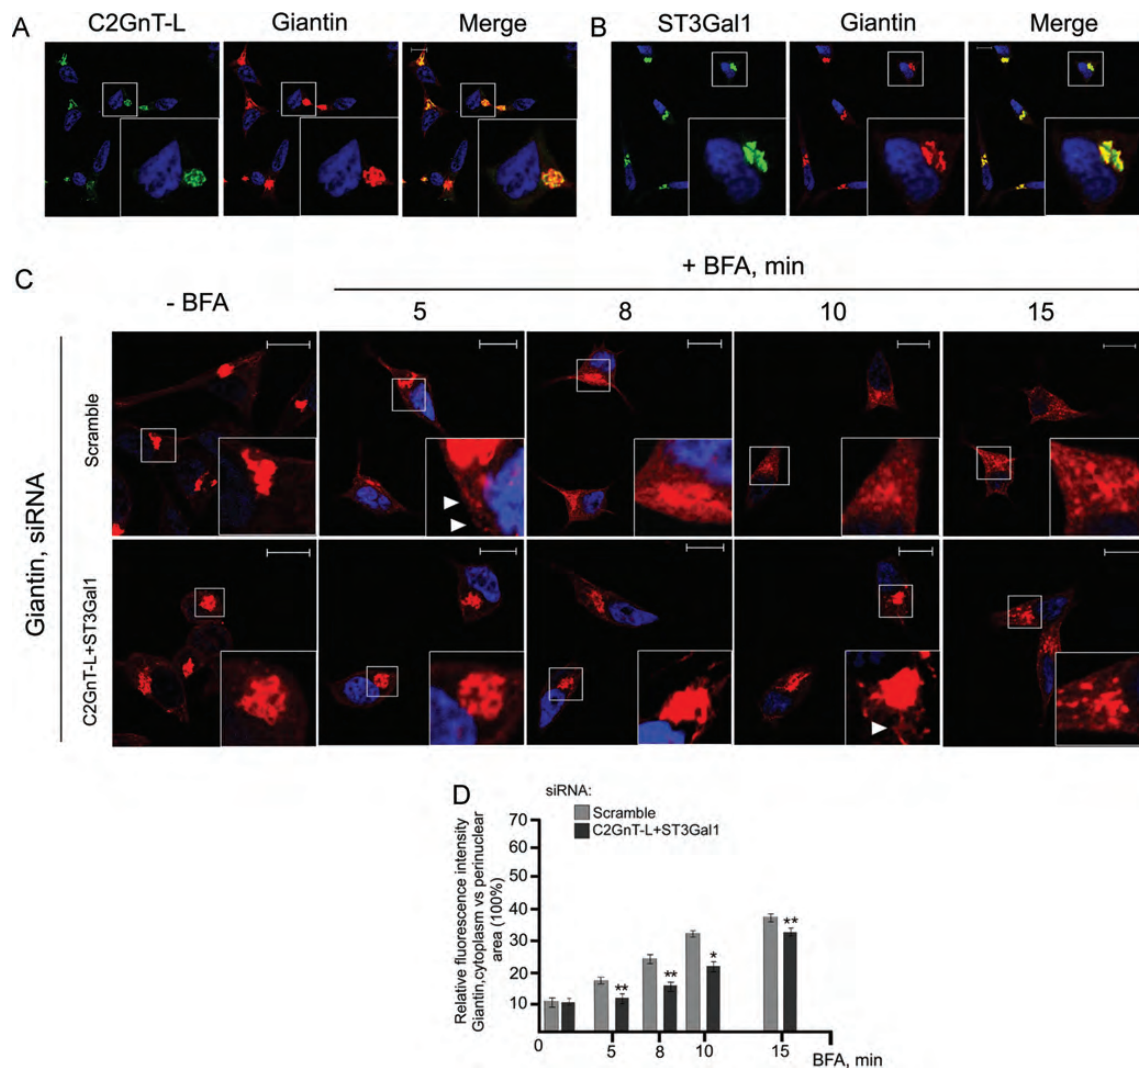 A
C2GnT-L
Giantin
Merge
B
ST3Gal1
Giantin
Merge
C
- BFA
+ BFA, min
5
8
10
15
Giantin, siRNA
Scramble
C2GnT-L+ST3Gal1
D
siRNA:
Scramble
C2GnT-L+ST3Gal1
Relative fluorescence intensity
Giantin,cytoplasm vs perinuclear
area (100%)
70
60
50
40
30
20
10
**
**
*
**
0
5
8
10
15
BFA, min